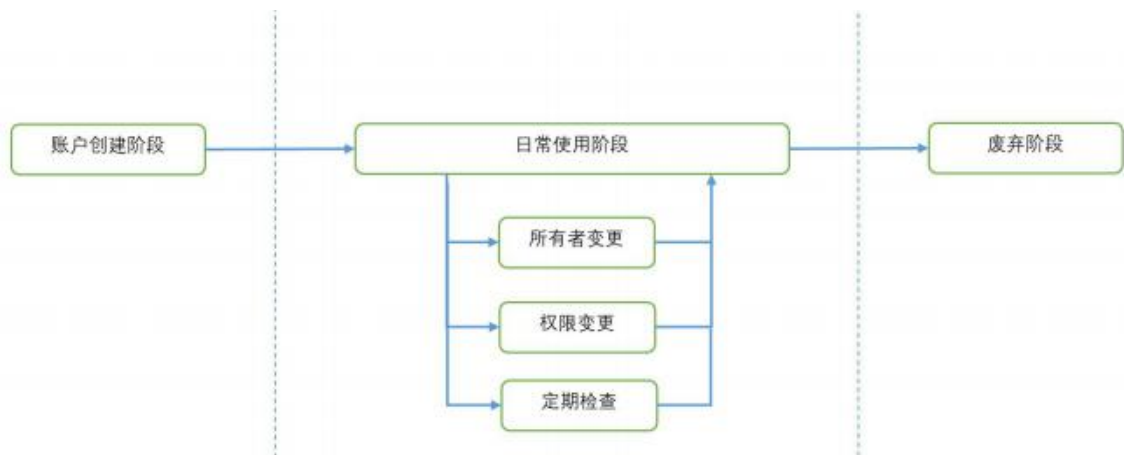 账户创建阶段
日常使用阶段
废弃阶段
所有者变更
权限变更
定期检查